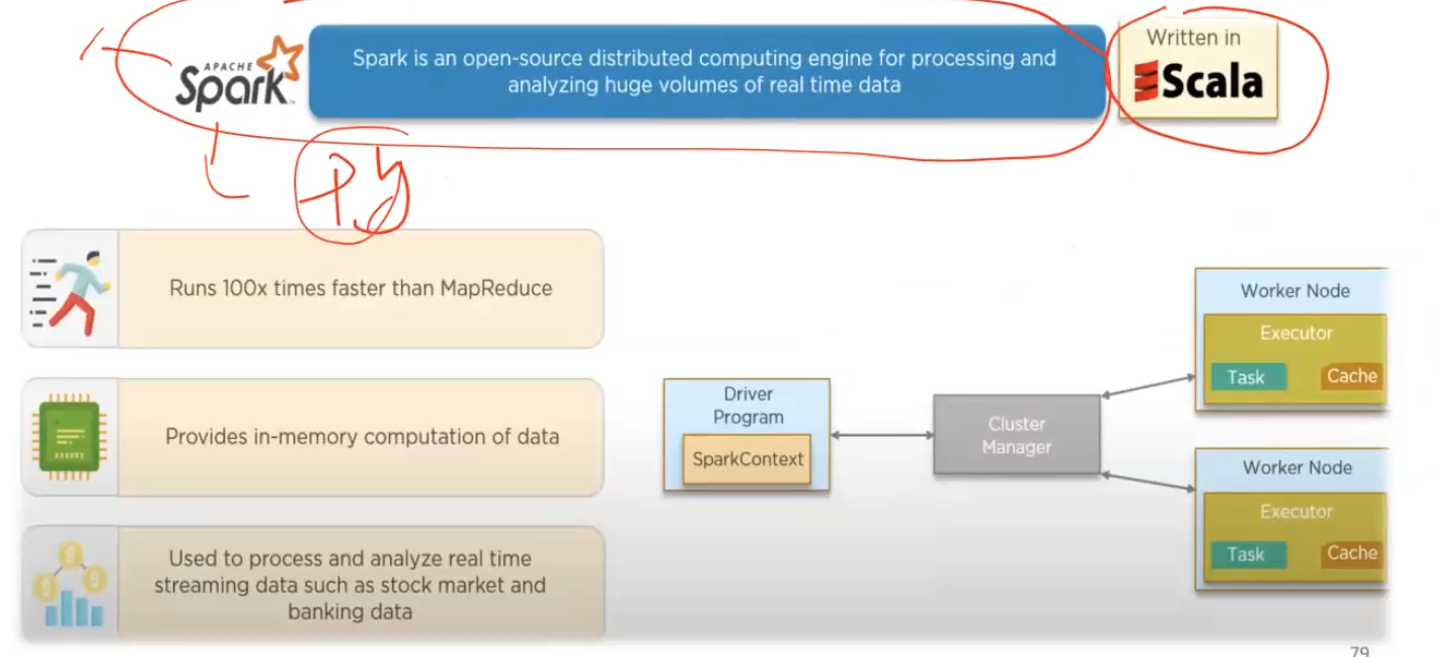 APACHE
Spark
Spark is an open-source distributed computing engine for processing and
analyzing huge volumes of real time data
Written in
Scala
Py
Runs 100x times faster than MapReduce
Provides in-memory computation of data
Used to process and analyze real time
streaming data such as stock market and
banking data
Driver
Program
SparkContext
Cluster
Manager
Worker Node
Executor
Task
Cache
Worker Node
Executor
Task
Cache
79